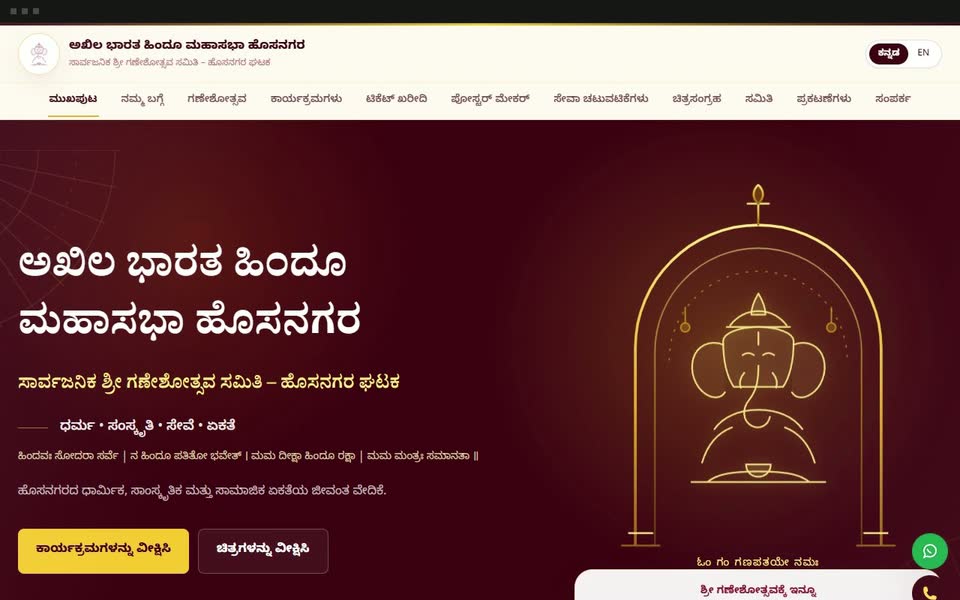 ಅಖಿಲ ಭಾರತ ಹಿಂದೂ ಮಹಾಸಭಾ ಹೊಸನಗರ
ಸಾರ್ವಜನಿಕ ಶ್ರೀ ಗಣೇಶೋತ್ಸವ ಸಮಿತಿ – ಹೊಸನಗರ ಘಟಕ
ಕನ್ನಡ EN
ಮುಖಪುಟ ನಮ್ಮ ಬಗ್ಗೆ ಗಣೇಶೋತ್ಸವ ಕಾರ್ಯಕ್ರಮಗಳು ಟಿಕೆಟ್ ಖರೀದಿ ಪೋಸ್ಟರ್ ಮೇಕರ್ ಸೇವಾ ಚಟುವಟಿಕೆಗಳು ಚಿತ್ರಸಂಗ್ರಹ ಸಮಿತಿ ಪ್ರಕಟಣೆಗಳು ಸಂಪರ್ಕ
ಅಖಿಲ ಭಾರತ ಹಿಂದೂ
ಮಹಾಸಭಾ ಹೊಸನಗರ
ಸಾರ್ವಜನಿಕ ಶ್ರೀ ಗಣೇಶೋತ್ಸವ ಸಮಿತಿ – ಹೊಸನಗರ ಘಟಕ
ಧರ್ಮ • ಸಂಸ್ಕೃತಿ • ಸೇವೆ • ಏಕತೆ
ಹಿಂದವಃ ಸೋದರಾ ಸರ್ವೆ | ನ ಹಿಂದೂ ಪತಿತೋ ಭವೇತ್ | ಮಮ ದೀಕ್ಷಾ ಹಿಂದೂ ರಕ್ಷಾ | ಮಮ ಮಂತ್ರಃ ಸಮಾನತಾ ||
ಹೊಸನಗರದ ಧಾರ್ಮಿಕ, ಸಾಂಸ್ಕೃತಿಕ ಮತ್ತು ಸಾಮಾಜಿಕ ಏಕತೆಯ ಜೀವಂತ ವೇದಿಕೆ.
ಕಾರ್ಯಕ್ರಮಗಳನ್ನು ವೀಕ್ಷಿಸಿ ಚಿತ್ರಗಳನ್ನು ವೀಕ್ಷಿಸಿ
ಓಂ ಗಂ ಗಣಪತಯೇ ನಮಃ
ಶ್ರೀ ಗಣೇಶೋತ್ಸವಕ್ಕೆ ಇನ್ನೂ